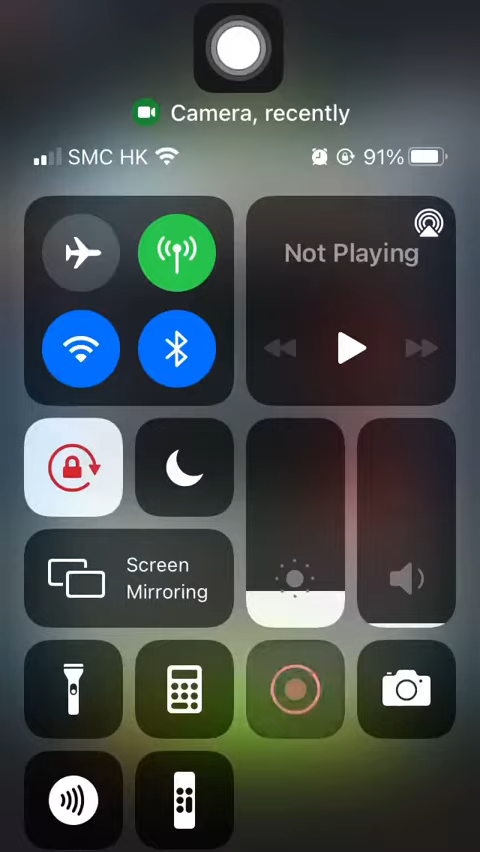 Camera, recently
SMC HK 91%
Not Playing
Screen
Mirroring